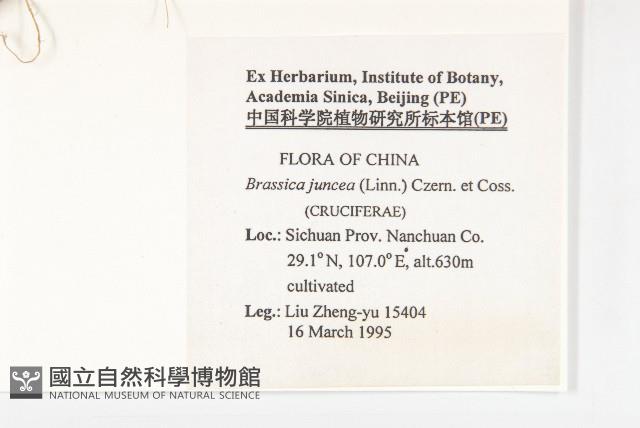 Ex Herbarium, Institute of Botany,
Academia Sinica, Beijing (PE)
中国科学院植物研究所标本馆(PE)
FLORA OF CHINA
Brassica juncea (Linn.) Czern. et Coss.
(CRUCIFERAE)
Loc.: Sichuan Prov. Nanchuan Co.
29.1° N, 107.0° E, alt.630m
cultivated
Leg.: Liu Zheng-yu 15404
16 March 1995
國立自然科學博物館
NATIONAL MUSEUM OF NATURAL SCIENCE